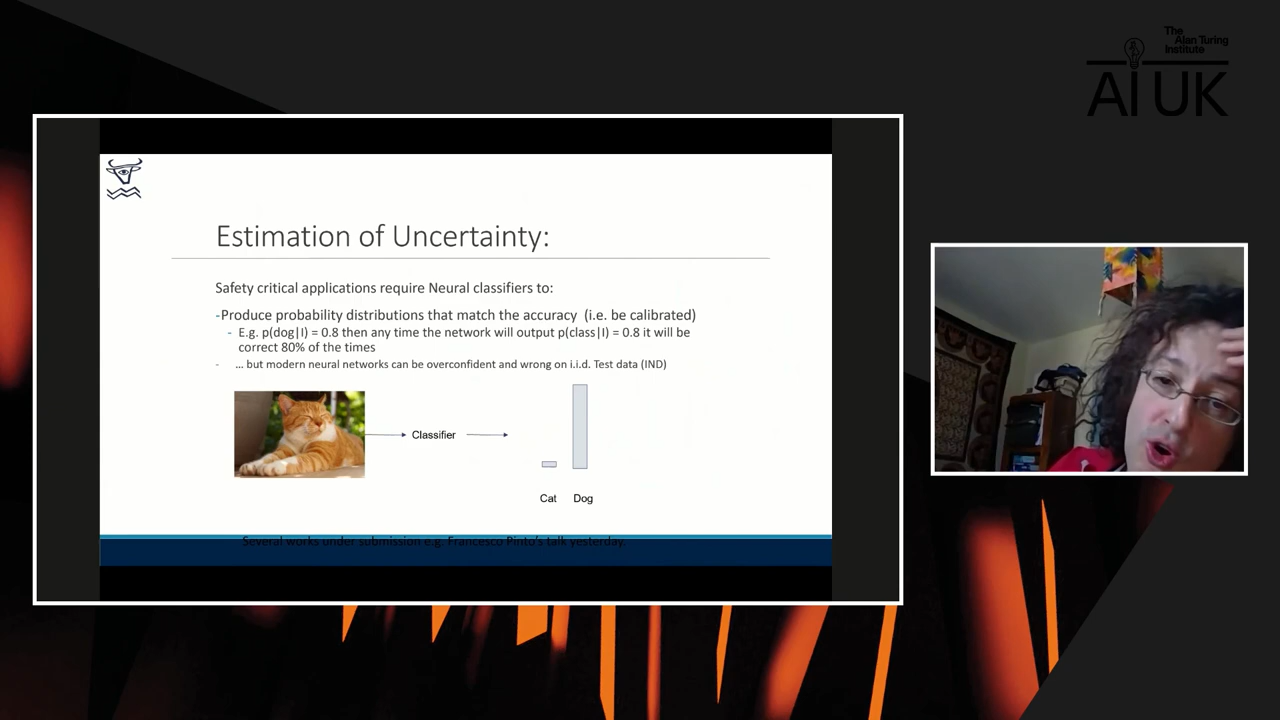 The
Alan Turing
Institute
AI UK
Estimation of Uncertainty:
Safety critical applications require Neural classifiers to:
-Produce probability distributions that match the accuracy (i.e. be calibrated)
- E.g. p(dog|I) = 0.8 then any time the network will output p(class|I) = 0.8 it will be
correct 80% of the times
- ... but modern neural networks can be overconfident and wrong on i.i.d. Test data (IND)
Classifier
Cat Dog
Several works under submission e.g. Francesco Pinto's talk yesterday.